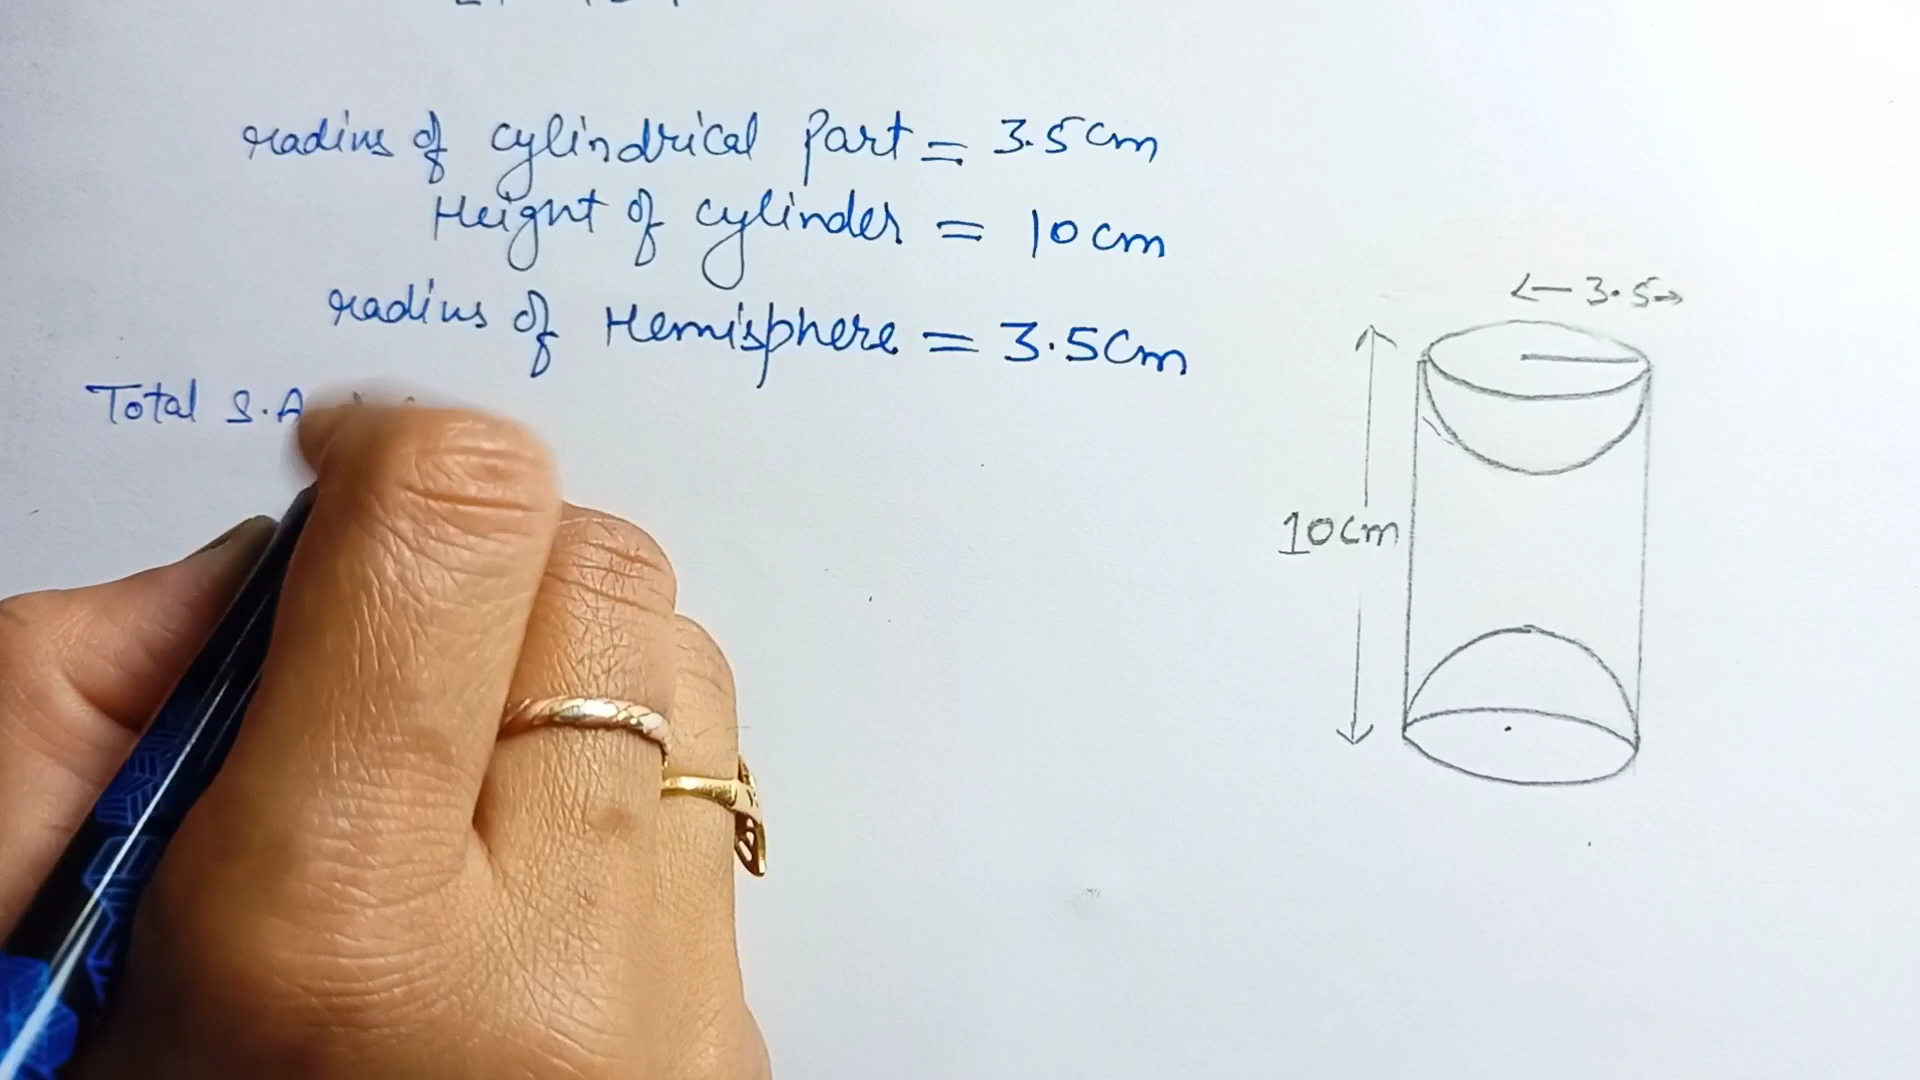 radius of cylindrical Part = 3.5cm
Height of cylinder = 10cm
radius of Hemisphere = 3.5cm
Total S.A
← 3.5→
10cm